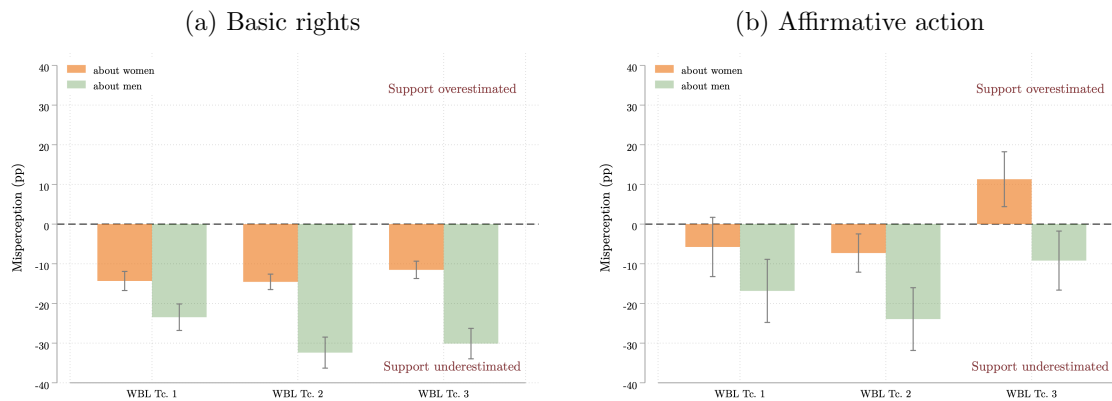 (a) Basic rights
40
30
20
10
0
-10
-20
-30
-40
Misperception (pp)
about women
about men
Support overestimated
Support underestimated
WBL Tc. 1
WBL Tc. 2
WBL Tc. 3
(b) Affirmative action
40
30
20
10
0
-10
-20
-30
-40
Misperception (pp)
about women
about men
Support overestimated
Support underestimated
WBL Tc. 1
WBL Tc. 2
WBL Tc. 3